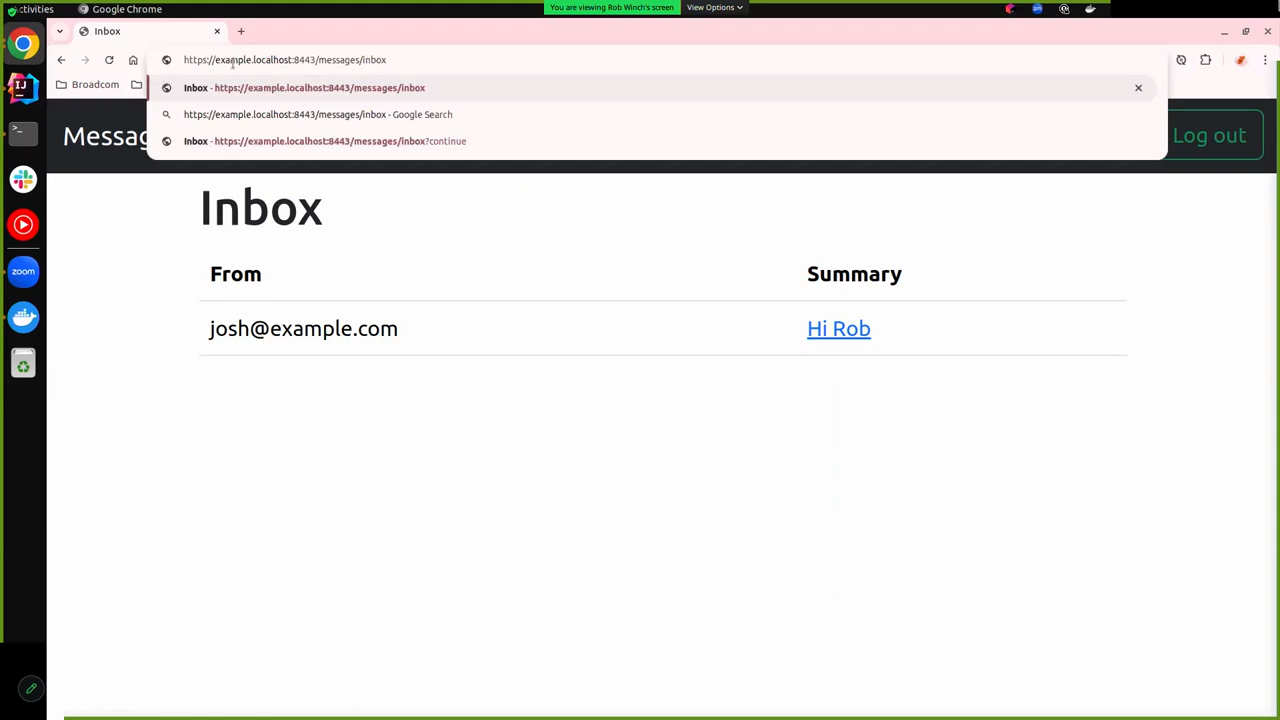 Activities
Google Chrome
You are viewing Rob Winch's screen
View Options
Inbox
https://example.localhost:8443/messages/inbox
Broadcom
Inbox - https://example.localhost:8443/messages/inbox
https://example.localhost:8443/messages/inbox - Google Search
Inbox - https://example.localhost:8443/messages/inbox?continue
Messag
Log out
Inbox
From Summary
josh@example.com Hi Rob
zoom